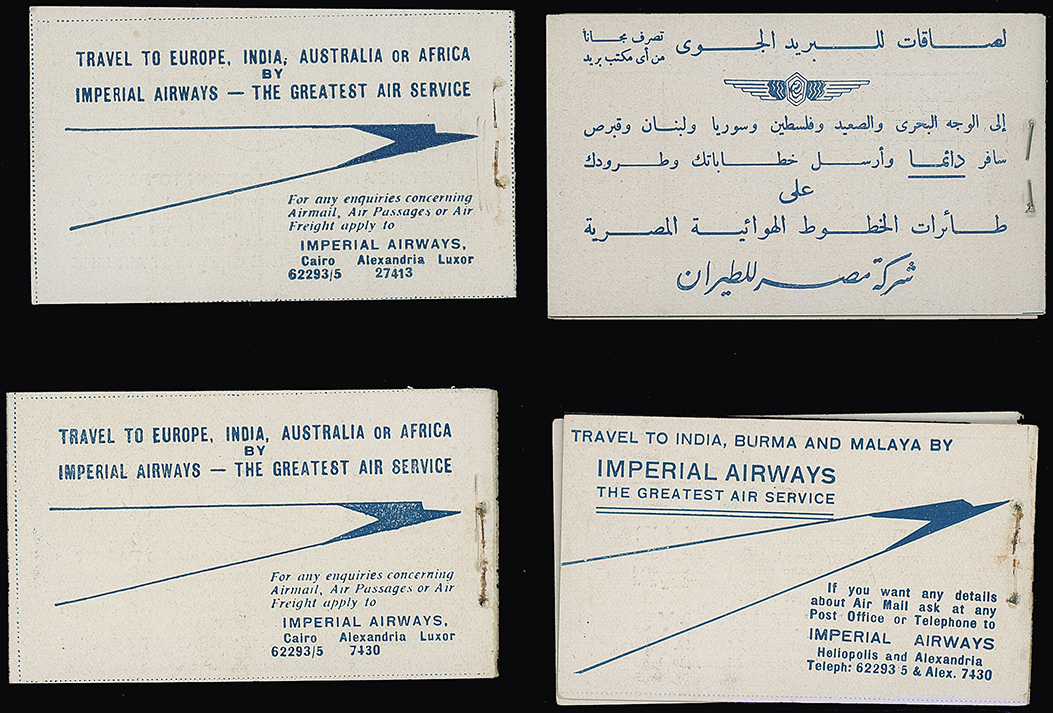 TRAVEL TO EUROPE, INDIA, AUSTRALIA OR AFRICA
BY
IMPERIAL AIRWAYS — THE GREATEST AIR SERVICE
For any enquiries concerning
Airmail, Air Passages or Air
Freight apply to
IMPERIAL AIRWAYS,
Cairo Alexandria Luxor
62293/5 27413
لصاقات للبريد الجوى تصرف مجاناً
من أى مكتب بريد
إلى الوجه البحرى والصعيد وفلسطين وسوريا ولبنان وقبرص
سافر دائما وأرسل خطاباتك وطرودك
على
طائرات الخطوط الهوائية المصرية
شركة مصر للطيران
TRAVEL TO EUROPE, INDIA, AUSTRALIA OR AFRICA
BY
IMPERIAL AIRWAYS — THE GREATEST AIR SERVICE
For any enquiries concerning
Airmail, Air Passages or Air
Freight apply to
IMPERIAL AIRWAYS,
Cairo Alexandria Luxor
62293/5 7430
TRAVEL TO INDIA, BURMA AND MALAYA BY
IMPERIAL AIRWAYS
THE GREATEST AIR SERVICE
If you want any details
about Air Mail ask at any
Post Office or Telephone to
IMPERIAL AIRWAYS
Heliopolis and Alexandria
Teleph: 62293 5 & Alex. 7430